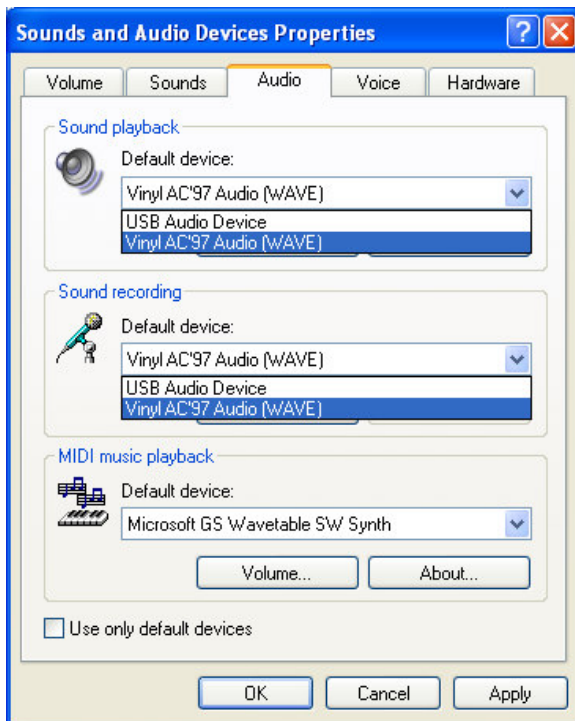 Sounds and Audio Devices Properties
Volume Sounds Audio Voice Hardware
Sound playback
Default device:
Vinyl AC'97 Audio (WAVE)
USB Audio Device
Vinyl AC'97 Audio (WAVE)
Sound recording
Default device:
Vinyl AC'97 Audio (WAVE)
USB Audio Device
Vinyl AC'97 Audio (WAVE)
MIDI music playback
Default device:
Microsoft GS Wavetable SW Synth
Volume... About...
Use only default devices
OK Cancel Apply